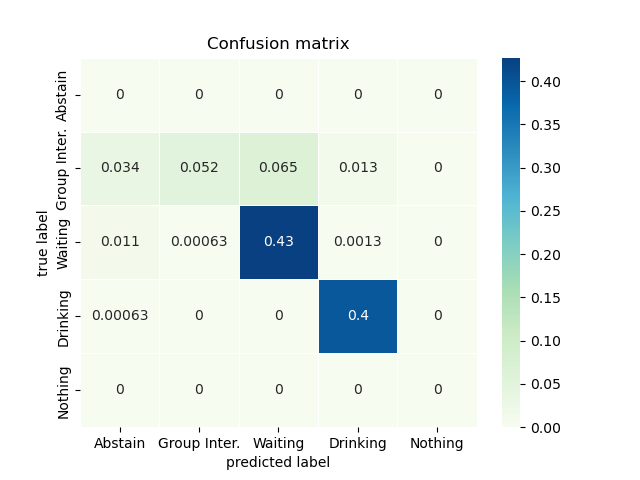 Confusion matrix
true label
Abstain
0 0 0 0 0
Group Inter.
0.034 0.052 0.065 0.013 0
Waiting
0.011 0.00063 0.43 0.0013 0
Drinking
0.00063 0 0 0.4 0
Nothing
0 0 0 0 0
Abstain Group Inter. Waiting Drinking Nothing
predicted label
0.40
0.35
0.30
0.25
0.20
0.15
0.10
0.05
0.00